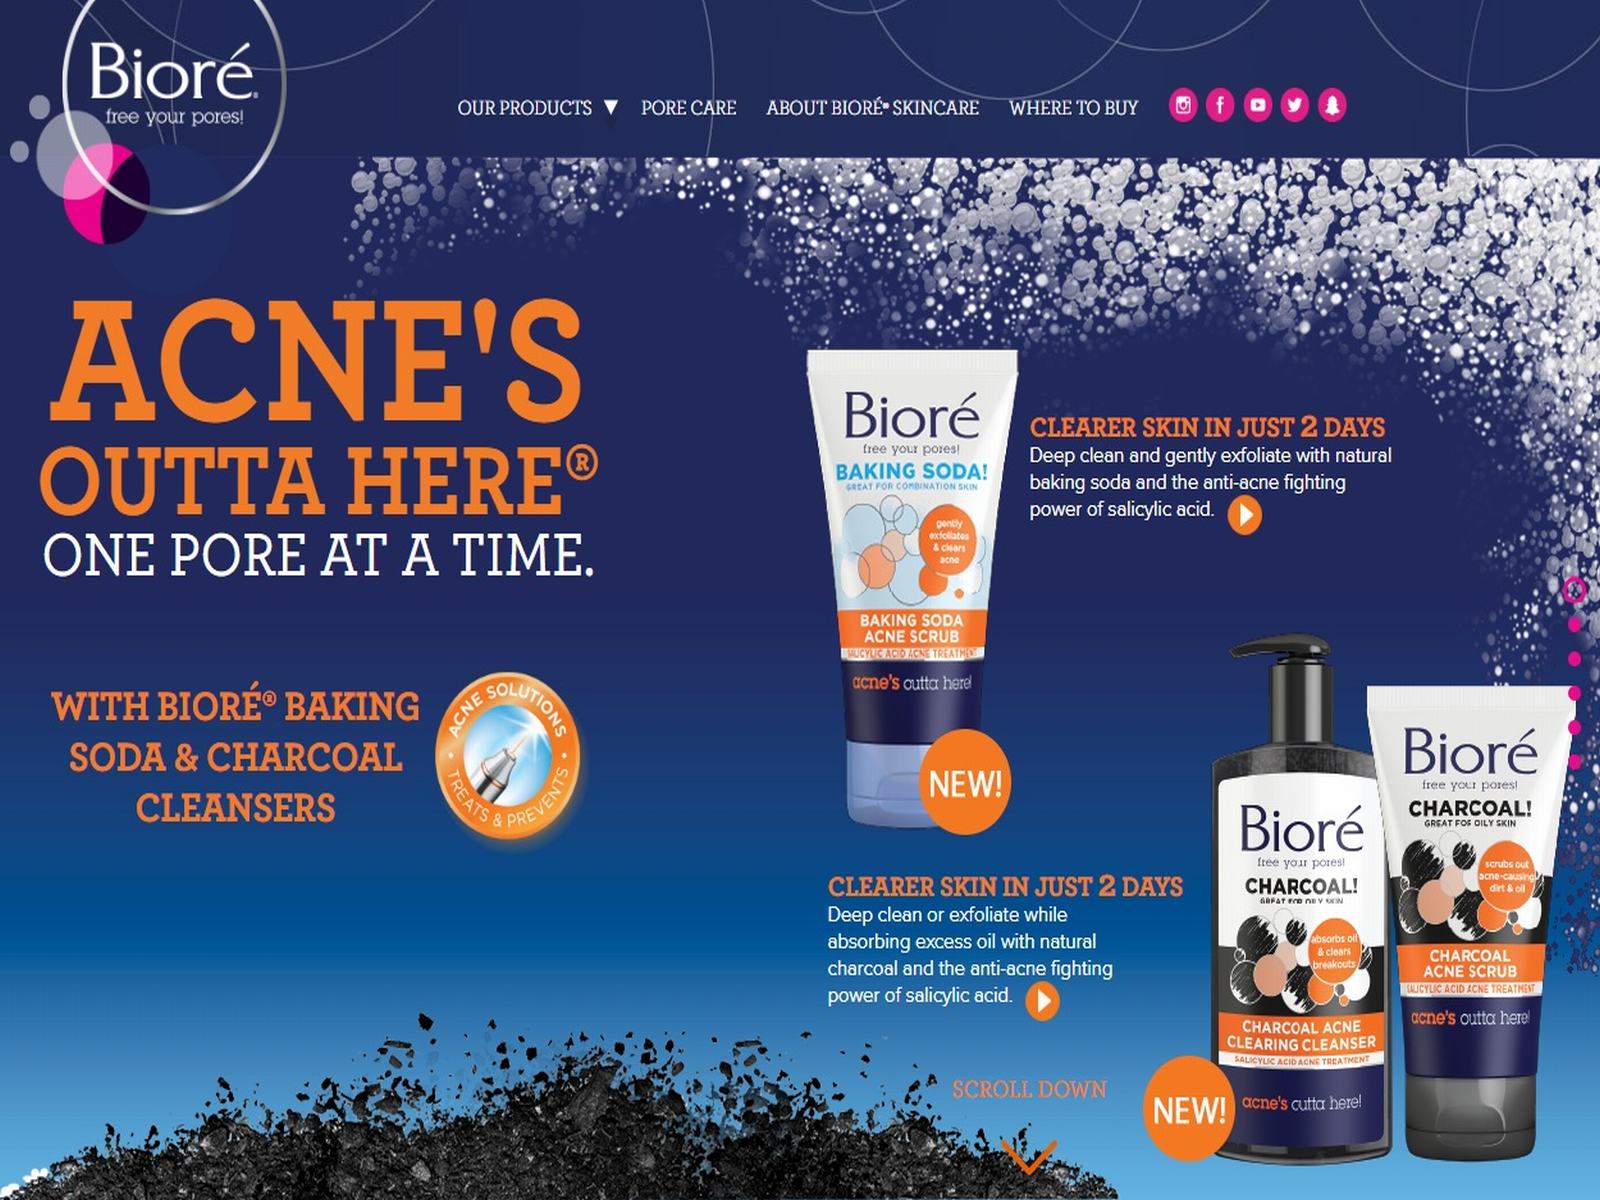 Bioré®
free your pores!
OUR PRODUCTS ▼ PORE CARE ABOUT BIORÉ® SKINCARE WHERE TO BUY
ACNE'S
OUTTA HERE®
ONE PORE AT A TIME.
WITH BIORÉ® BAKING
SODA & CHARCOAL
CLEANSERS
ACNE SOLUTIONS
• TREATS & PREVENTS •
Bioré
free your pores!
BAKING SODA!
GREAT FOR COMBINATION SKIN
gently
exfoliates
& clears
acne
BAKING SODA
ACNE SCRUB
SALICYLIC ACID ACNE TREATMENT
acne's outta here!
NEW!
CLEARER SKIN IN JUST 2 DAYS
Deep clean and gently exfoliate with natural
baking soda and the anti-acne fighting
power of salicylic acid.
CLEARER SKIN IN JUST 2 DAYS
Deep clean or exfoliate while
absorbing excess oil with natural
charcoal and the anti-acne fighting
power of salicylic acid.
Bioré
free your pores!
CHARCOAL!
GREAT FOR OILY SKIN
absorbs oil
& clears
breakouts
CHARCOAL ACNE
CLEARING CLEANSER
SALICYLIC ACID ACNE TREATMENT
acne's outta here!
NEW!
Bioré
free your pores!
CHARCOAL!
GREAT FOR OILY SKIN
scrubs out
acne-causing
dirt & oil
CHARCOAL
ACNE SCRUB
SALICYLIC ACID ACNE TREATMENT
acne's outta here!
SCROLL DOWN